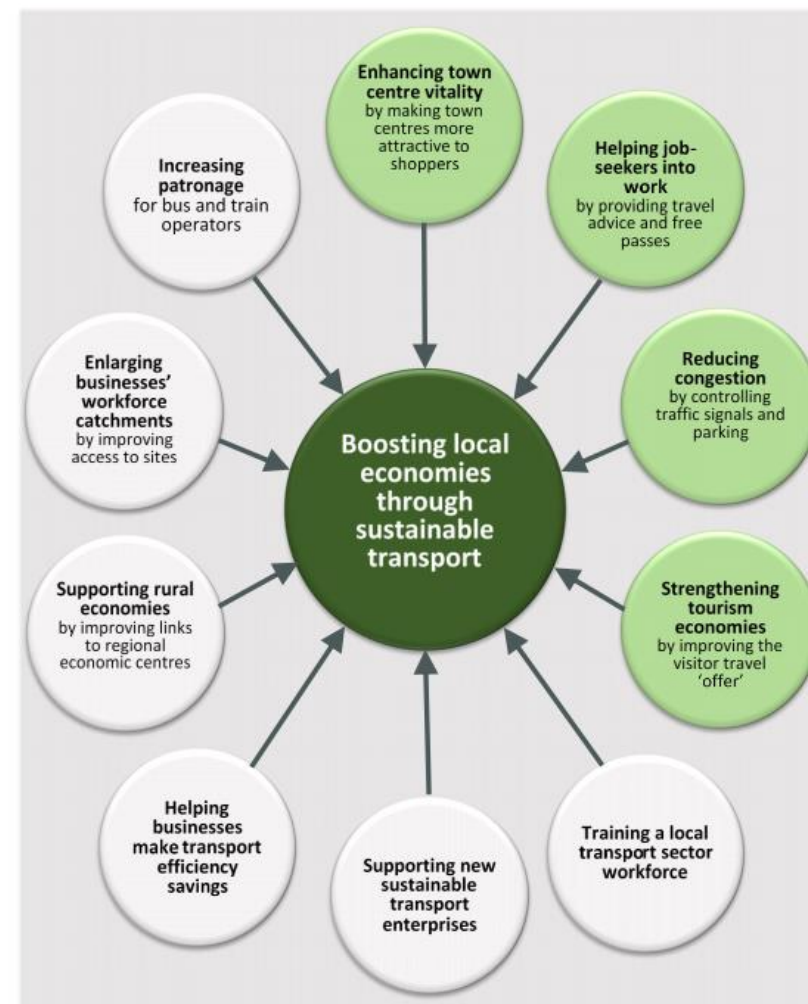 Enhancing town
centre vitality
by making town
centres more
attractive to
shoppers
Helping job-
seekers into
work
by providing travel
advice and free
passes
Reducing
congestion
by controlling
traffic signals and
parking
Strengthening
tourism
economies
by improving the
visitor travel
‘offer’
Training a local
transport sector
workforce
Supporting new
sustainable
transport
enterprises
Helping
businesses
make transport
efficiency
savings
Supporting rural
economies
by improving links
to regional
economic centres
Enlarging
businesses’
workforce
catchments
by improving
access to sites
Increasing
patronage
for bus and train
operators
Boosting local
economies
through
sustainable
transport